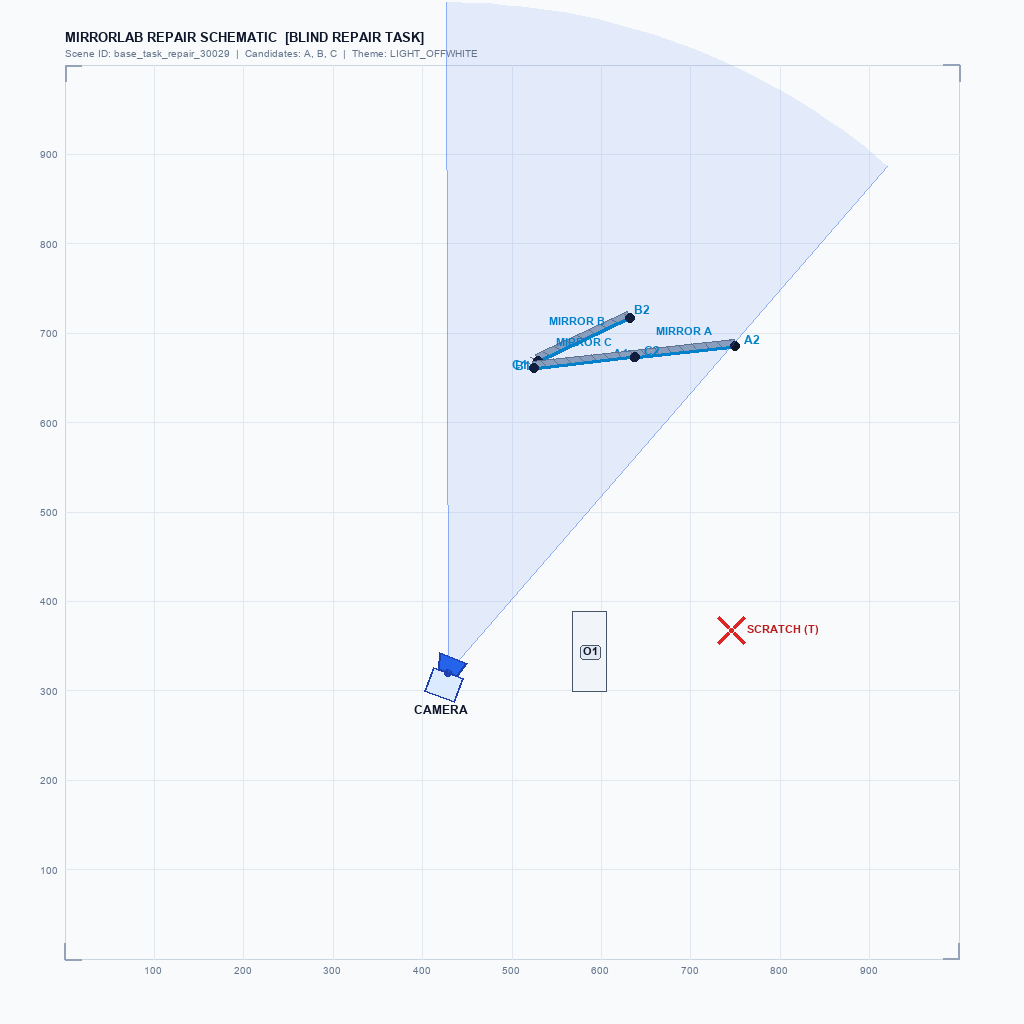 MIRRORLAB REPAIR SCHEMATIC [BLIND REPAIR TASK]
Scene ID: base_task_repair_30029 | Candidates: A, B, C | Theme: LIGHT_OFFWHITE
900
800
700
600
500
400
300
200
100
B2
MIRROR B
MIRROR A
A2
MIRROR C
C2
O1
SCRATCH (T)
CAMERA
100
200
300
400
500
600
700
800
900